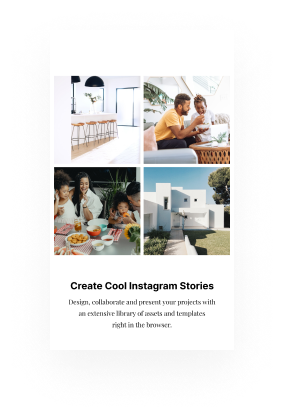 Create Cool Instagram Stories
Design, collaborate and present your projects with
an extensive library of assets and templates
right in the browser.